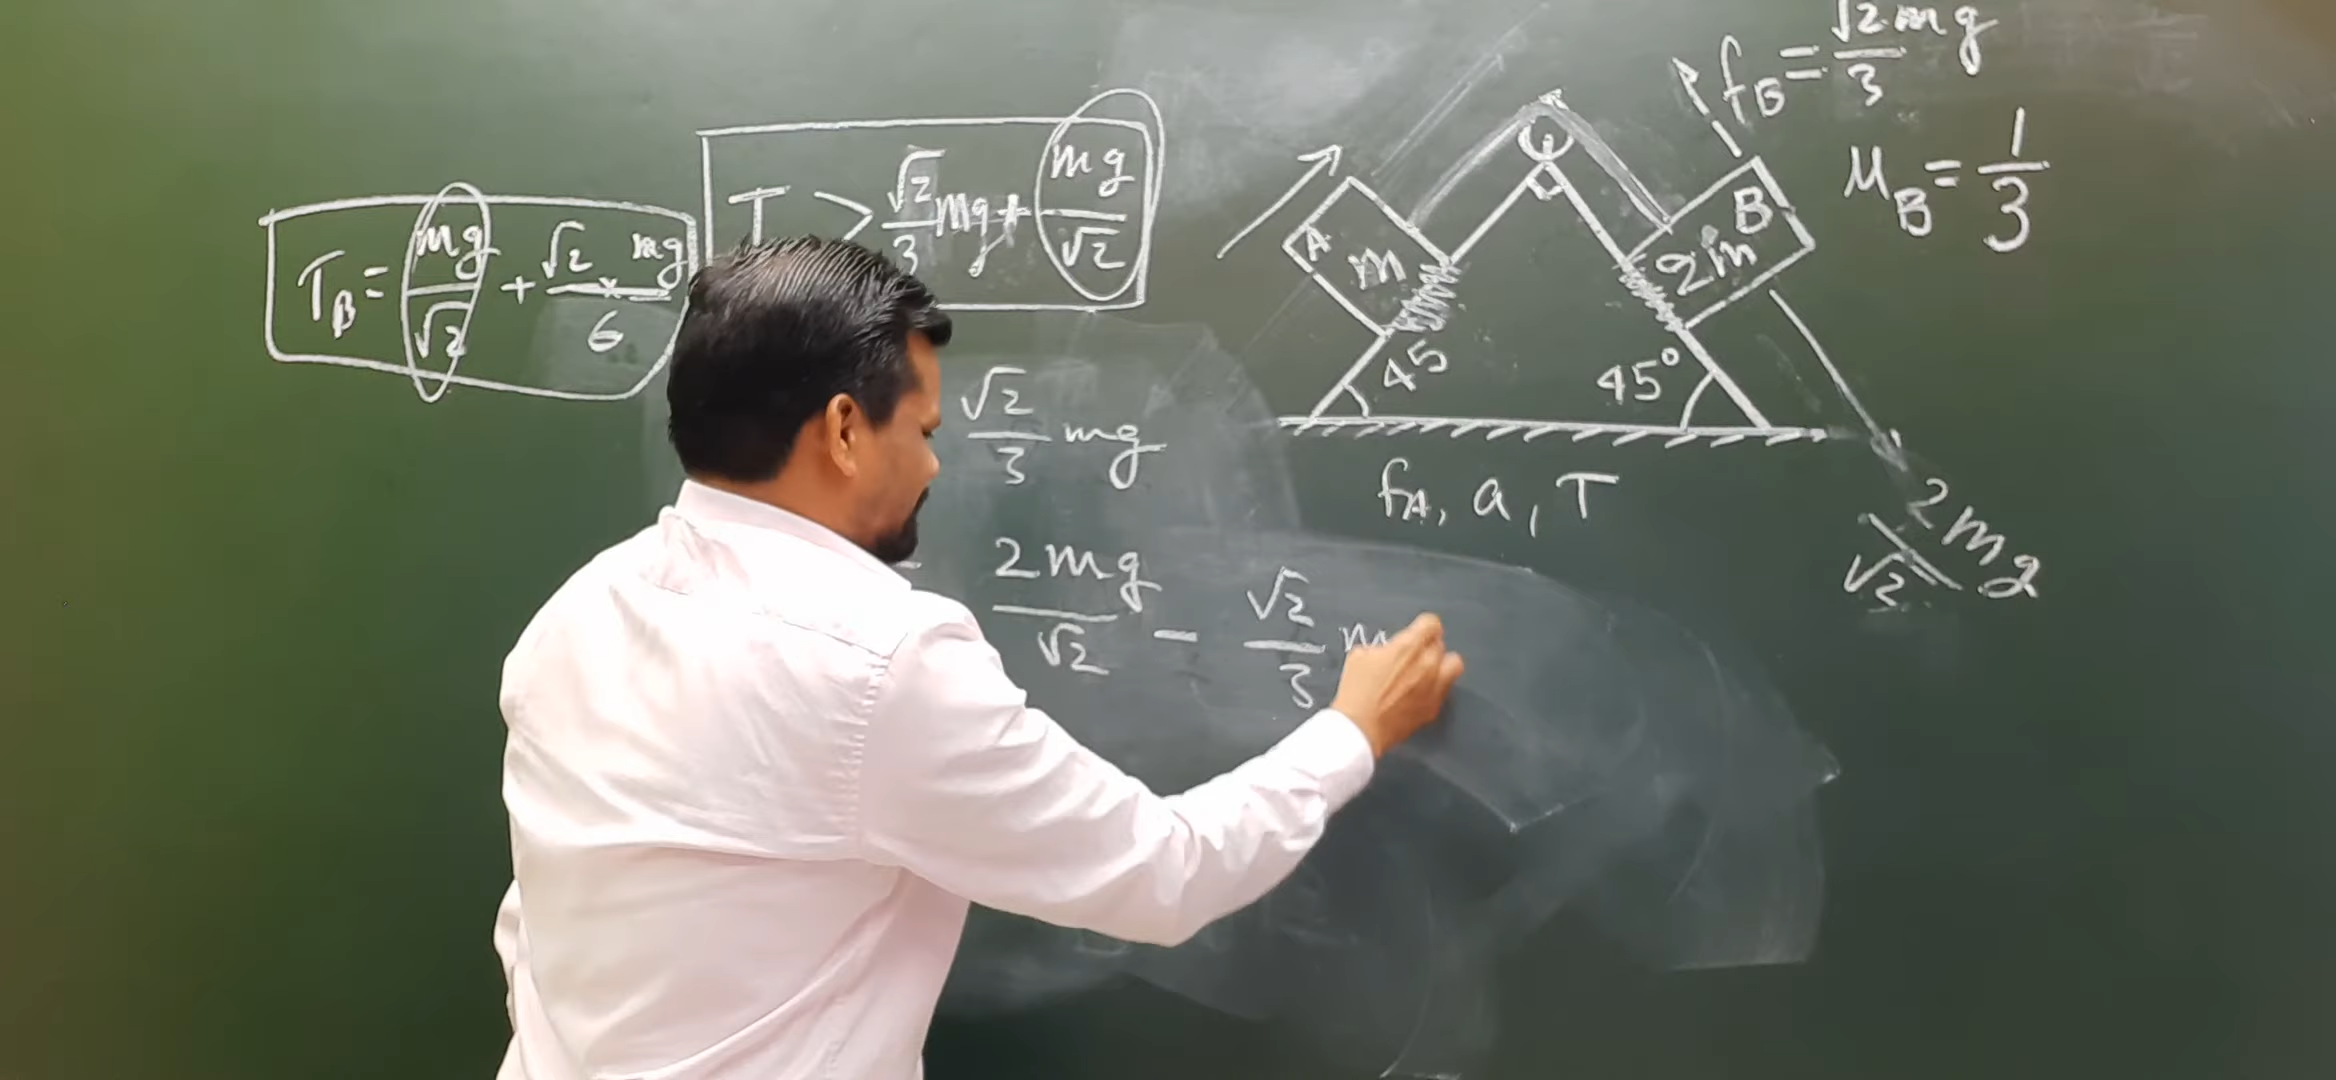 T_B = mg/√2 + √2/6 × mg
T > √2/3 mg + mg/√2
√2/3 mg
= 2mg/√2 - √2/3 m
A
m
B
2m
45
45°
f_A, a, T
f_B = √2mg/3
μ_B = 1/3
2mg/√2